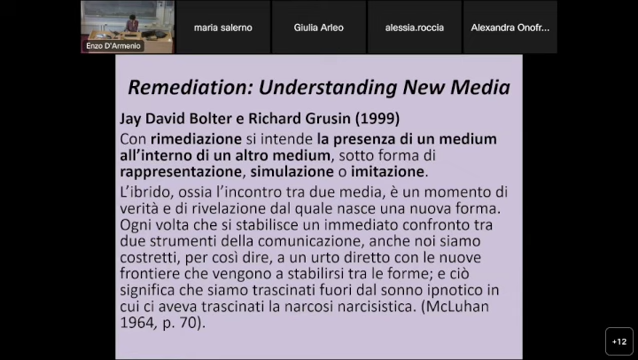 Enzo D'Armenio
maria salerno
Giulia Arleo
alessia.roccia
Alexandra Onofr...
Remediation: Understanding New Media
Jay David Bolter e Richard Grusin (1999)
Con rimediazione si intende la presenza di un medium
all'interno di un altro medium, sotto forma di
rappresentazione, simulazione o imitazione.
L'ibrido, ossia l'incontro tra due media, è un momento di
verità e di rivelazione dal quale nasce una nuova forma.
Ogni volta che si stabilisce un immediato confronto tra
due strumenti della comunicazione, anche noi siamo
costretti, per così dire, a un urto diretto con le nuove
frontiere che vengono a stabilirsi tra le forme; e ciò
significa che siamo trascinati fuori dal sonno ipnotico in
cui ci aveva trascinati la narcosi narcisistica. (McLuhan
1964, p. 70).
+12